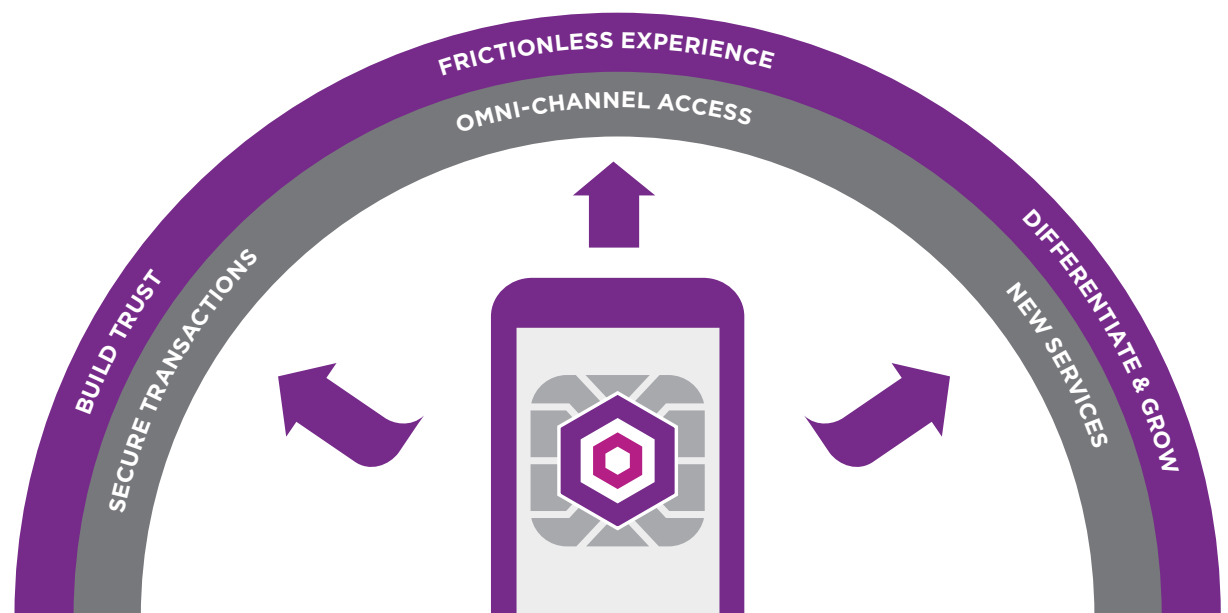 FRICTIONLESS EXPERIENCE
OMNI-CHANNEL ACCESS
BUILD TRUST
SECURE TRANSACTIONS
DIFFERENTIATE & GROW
NEW SERVICES